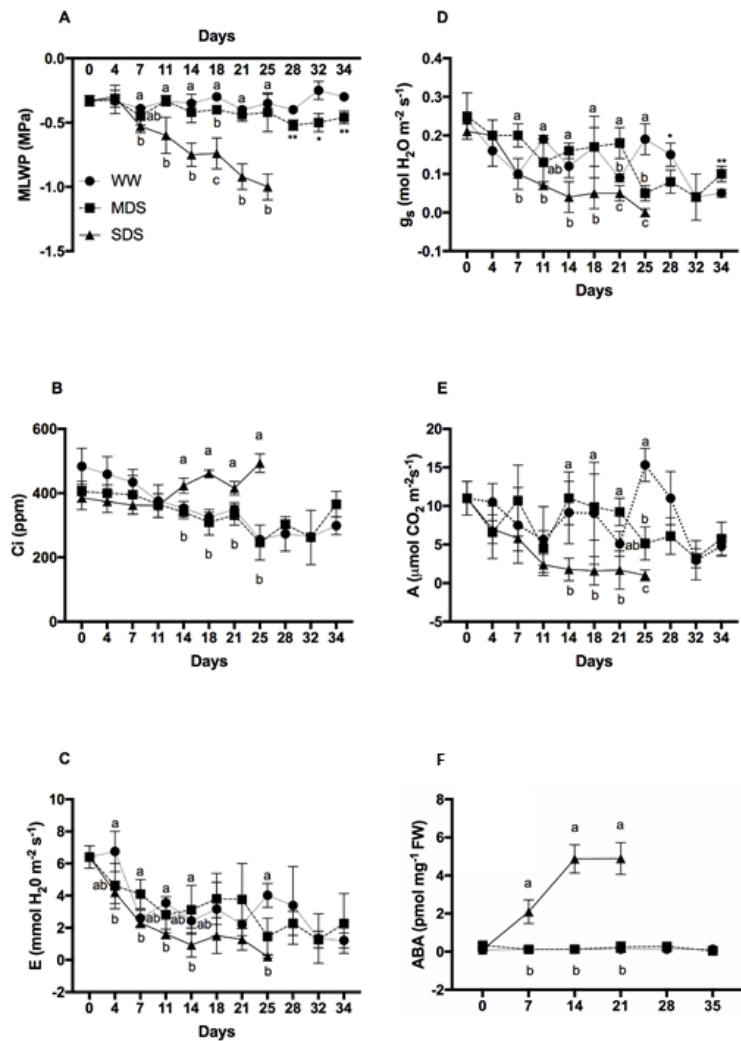 A
Days
0 4 7 11 14 18 21 25 28 32 34
0.0
-0.5
-1.0
-1.5
MLWP (MPa)
a a a a a a
ab
b b b c b b
** * **
WW
MDS
SDS
D
0.4
0.3
0.2
0.1
0.0
-0.1
gs (mol H2O m-2 s-1)
a a a a a a * **
ab b b
b b b b c c
0 4 7 11 14 18 21 25 28 32 34
Days
B
600
400
200
0
Ci (ppm)
a a a a
b b b b
0 4 7 11 14 18 21 25 28 32 34
Days
E
20
15
10
5
0
-5
A (μmol CO2 m-2s-1)
a a a a
ab b
b b b c
0 4 7 11 14 18 21 25 28 32 34
Days
C
10
8
6
4
2
0
-2
E (mmol H20 m-2 s-1)
a a a a a
ab ab ab ab
b b b b b
0 4 7 11 14 18 21 25 28 32 34
Days
F
8
6
4
2
0
-2
ABA (pmol mg-1 FW)
a a a
b b b
0 7 14 21 28 35